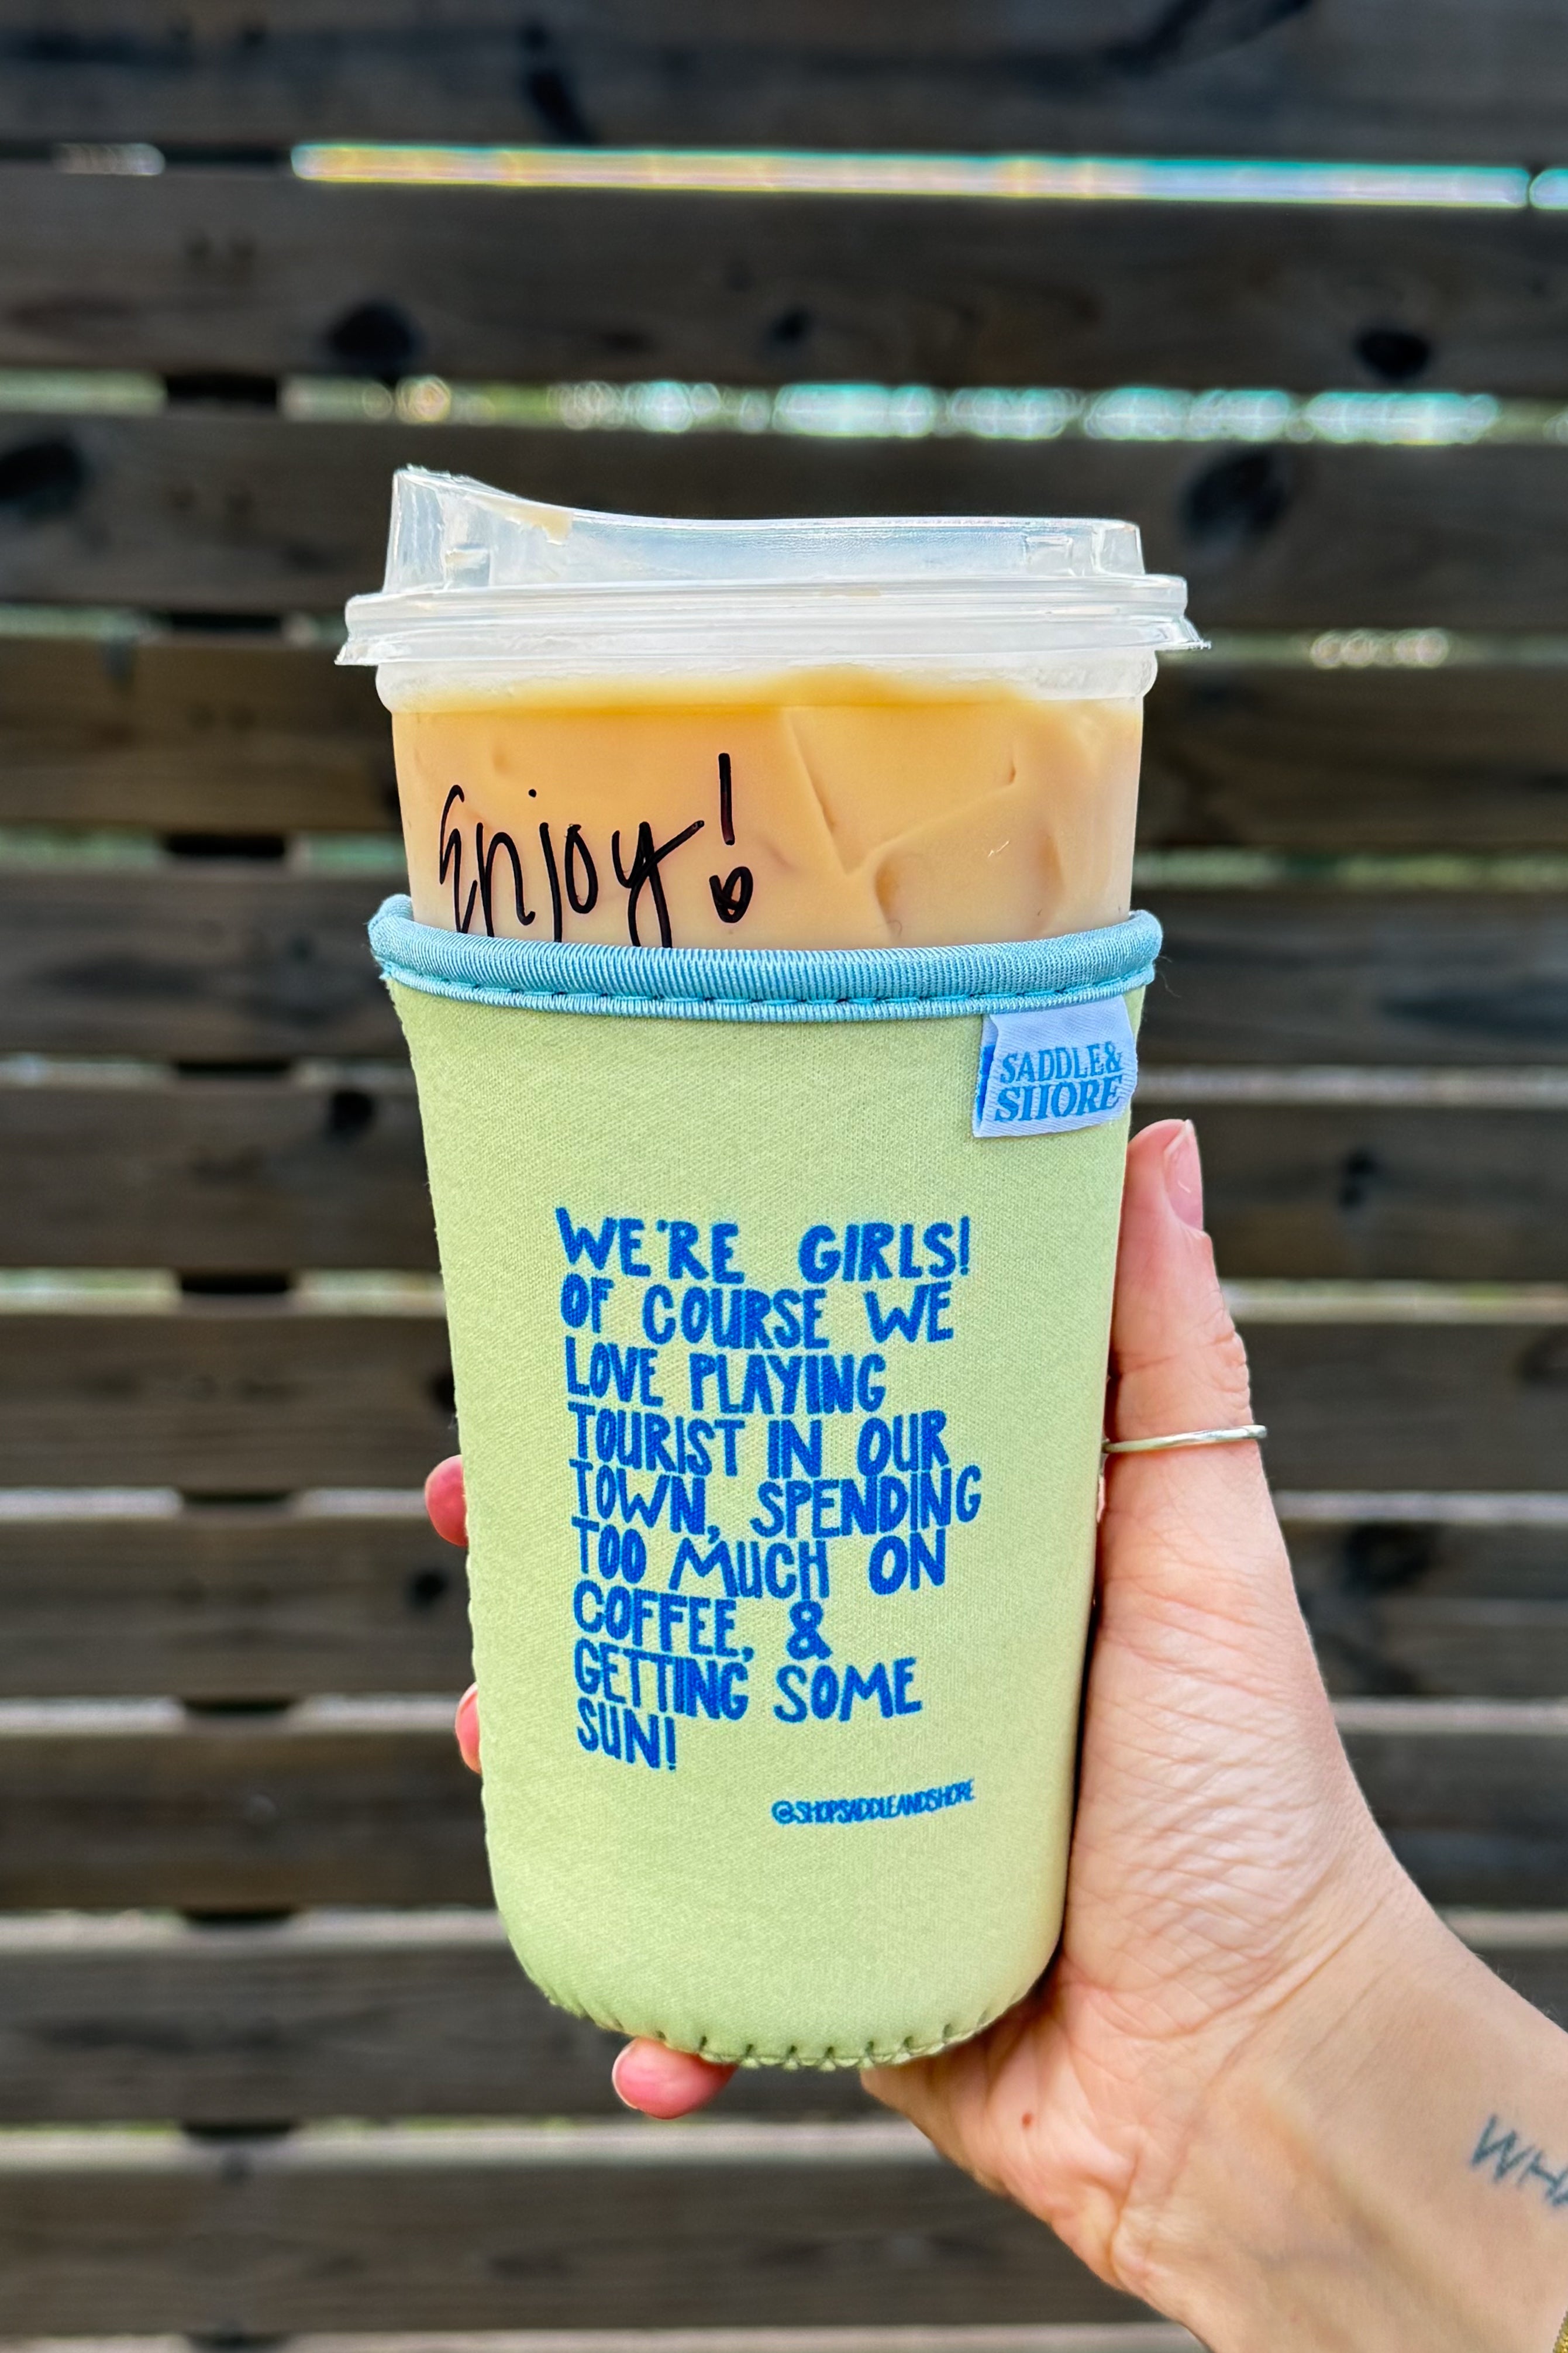 Enjoy!
SADDLE&
SHORE
WE'RE GIRLS!
OF COURSE WE
LOVE PLAYING
TOURIST IN OUR
TOWN, SPENDING
TOO MUCH ON
COFFEE, &
GETTING SOME
SUN!
@SHOPSADDLEANDSHORE